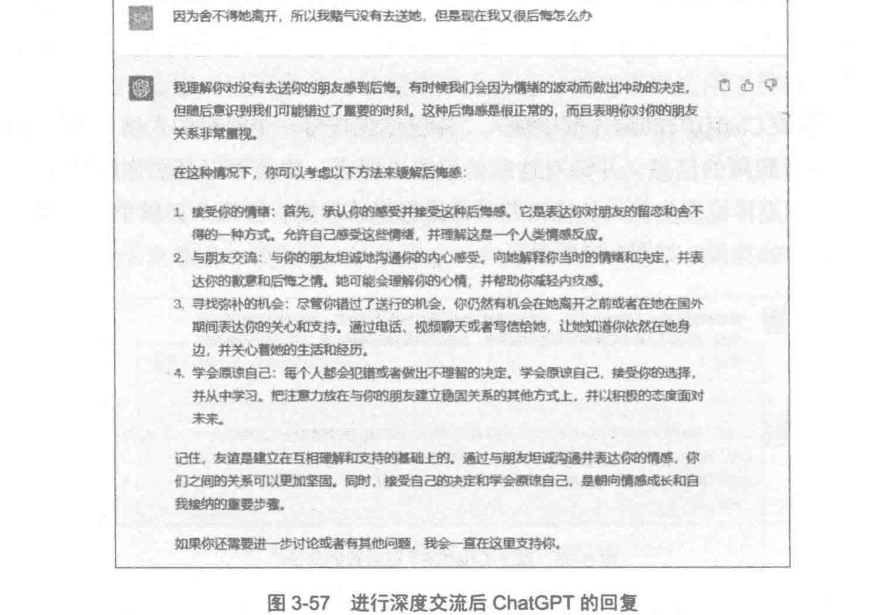 因为舍不得她离开，所以我赌气没有去送她，但是现在我又很后悔怎么办
我理解你对没有去送你的朋友感到后悔。有时候我们会因为情绪的波动而做出冲动的决定，
但随后意识到我们可能错过了重要的时刻。这种后悔感是很正常的，而且表明你对你的朋友
关系非常重视。
在这种情况下，你可以考虑以下方法来缓解后悔感：
1. 接受你的情绪：首先，承认你的感受并接受这种后悔感。它是表达你对朋友的留恋和舍不
得的一种方式。允许自己感受这些情绪，并理解这是一个人类情感反应。
2. 与朋友交流：与你的朋友坦诚地沟通你的内心感受。向她解释你当时的情绪和决定，并表
达你的歉意和后悔之情。她可能会理解你的心情，并帮助你减轻内疚感。
3. 寻找弥补的机会：尽管你错过了送行的机会，你仍然有机会在她离开之前或者在她在国外
期间表达你的关心和支持。通过电话、视频聊天或者写信给她，让她知道你依然在她身
边，并关心着她的生活和经历。
4. 学会原谅自己：每个人都会犯错或者做出不理智的决定。学会原谅自己，接受你的选择，
并从中学习。把注意力放在与你的朋友建立稳固关系的其他方式上，并以积极的态度面对
未来。
记住，友谊是建立在互相理解和支持的基础上的。通过与朋友坦诚沟通并表达你的情感，你
们之间的关系可以更加坚固。同时，接受自己的决定和学会原谅自己，是朝向情感成长和自
我接纳的重要步骤。
如果你还需要进一步讨论或者有其他问题，我会一直在这里支持你。
图 3-57 进行深度交流后 ChatGPT 的回复